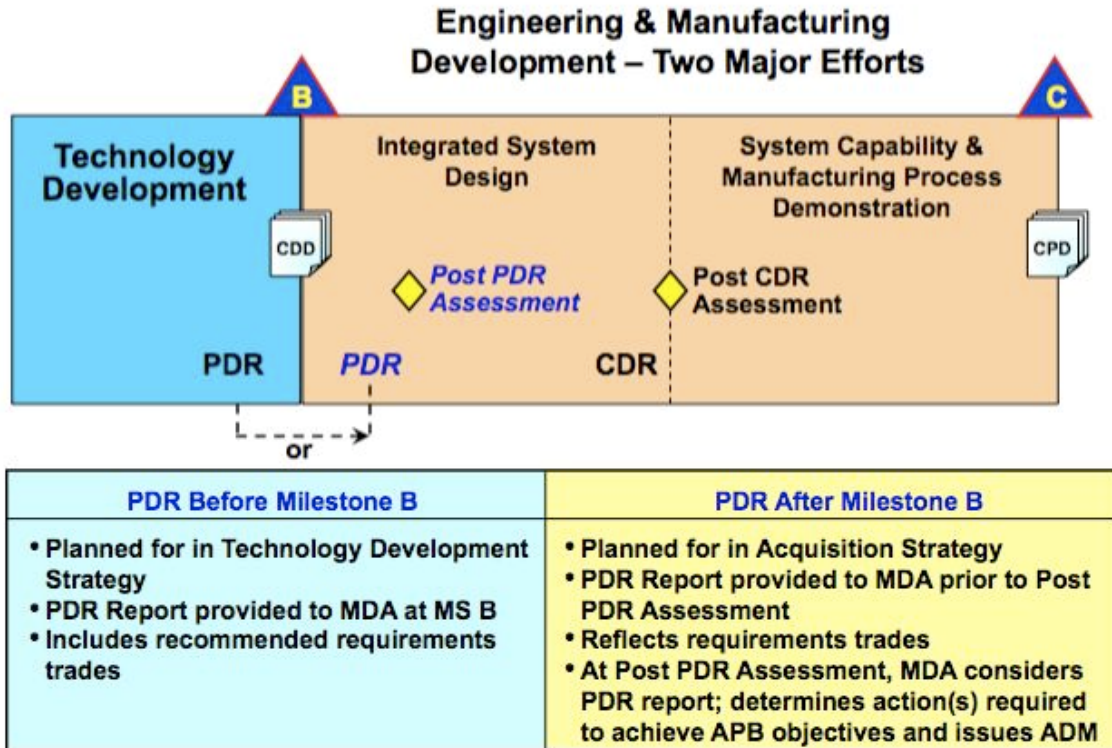 Engineering & Manufacturing
Development – Two Major Efforts
B
C
Technology
Development
Integrated System
Design
System Capability &
Manufacturing Process
Demonstration
CDD
CPD
Post PDR
Assessment
Post CDR
Assessment
PDR
PDR
CDR
or
PDR Before Milestone B
• Planned for in Technology Development
Strategy
• PDR Report provided to MDA at MS B
• Includes recommended requirements
trades
PDR After Milestone B
• Planned for in Acquisition Strategy
• PDR Report provided to MDA prior to Post
PDR Assessment
• Reflects requirements trades
• At Post PDR Assessment, MDA considers
PDR report; determines action(s) required
to achieve APB objectives and issues ADM